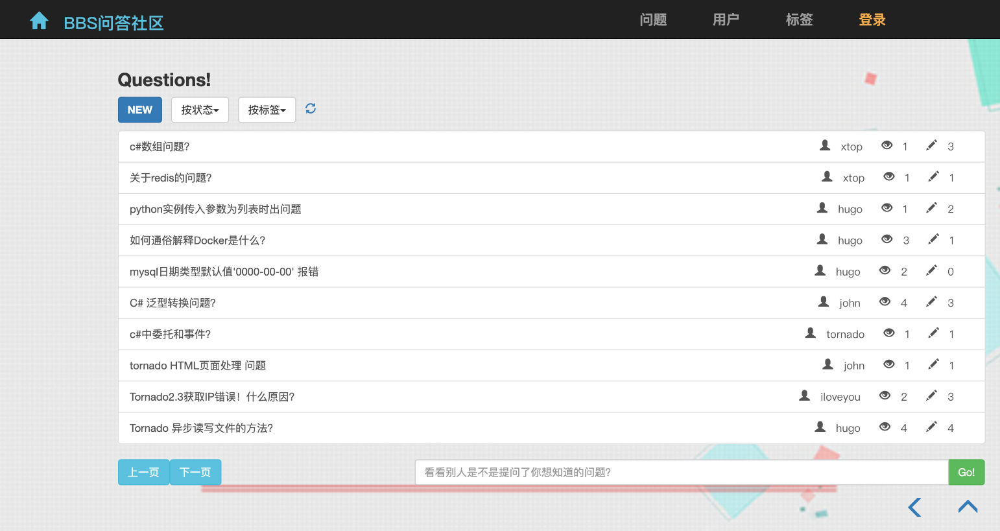 BBS问答社区 问题 用户 标签 登录
Questions!
NEW 按状态 按标签
c#数组问题? xtop 1 3
关于redis的问题? xtop 1 1
python实例传入参数为列表时出问题 hugo 1 2
如何通俗解释Docker是什么? hugo 3 1
mysql日期类型默认值'0000-00-00' 报错 hugo 2 0
C# 泛型转换问题? john 4 3
c#中委托和事件? tornado 1 1
tornado HTML页面处理 问题 john 1 1
Tornado2.3获取IP错误！什么原因? iloveyou 2 3
Tornado 异步读写文件的方法? hugo 4 4
上一页 下一页 看看别人是不是提问了你想知道的问题? Go!